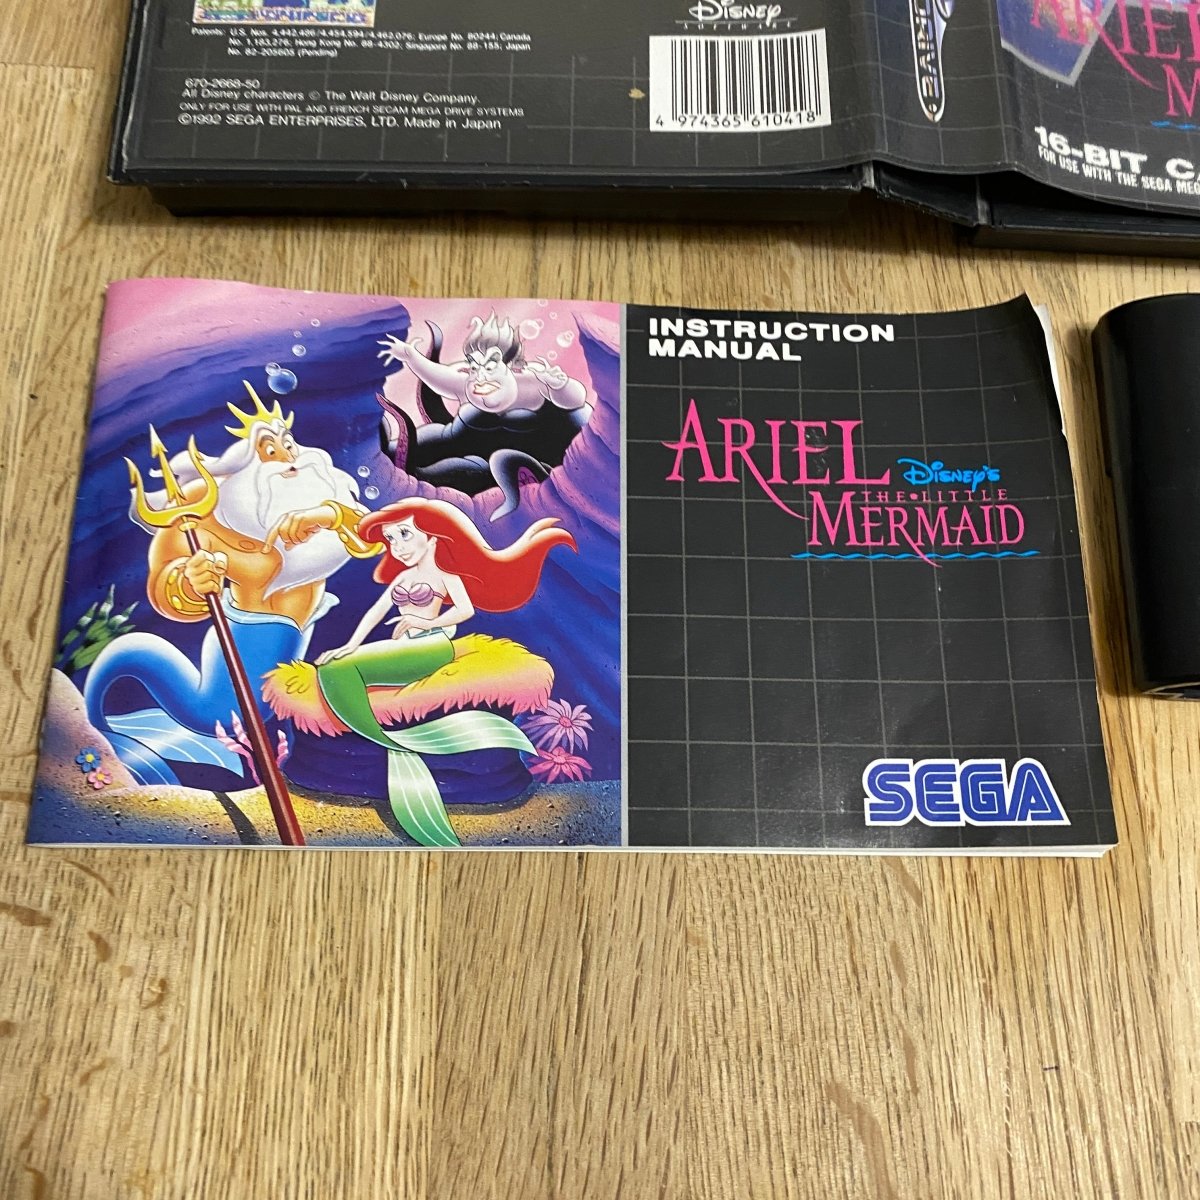 Disney
SOFTWARE
Patents: U.S. Nos. 4,442,486/4,454,594/4,462,076; Europe No. 80244; Canada
No. 1,183,276; Hong Kong No. 88-4302; Singapore No. 88-155; Japan
No. 82-205605 (Pending)
670-2668-50
All Disney characters © The Walt Disney Company.
ONLY FOR USE WITH PAL AND FRENCH SECAM MEGA DRIVE SYSTEMS
©1992 SEGA ENTERPRISES, LTD. Made in Japan
4 974365 610418
ARIEL
16-BIT CA
FOR USE WITH THE SEGA MEG
INSTRUCTION
MANUAL
ARIEL
DISNEY'S
THE•LITTLE
MERMAID
SEGA